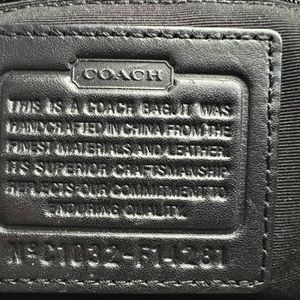 COACH
THIS IS A COACH BAG. IT WAS
HANDCRAFTED IN CHINA FROM THE
FINEST MATERIALS AND LEATHER.
ITS SUPERIOR CRAFTSMANSHIP
REFLECTS OUR COMMITMENT TO
ENDURING QUALITY.
Nº C1032-F14281